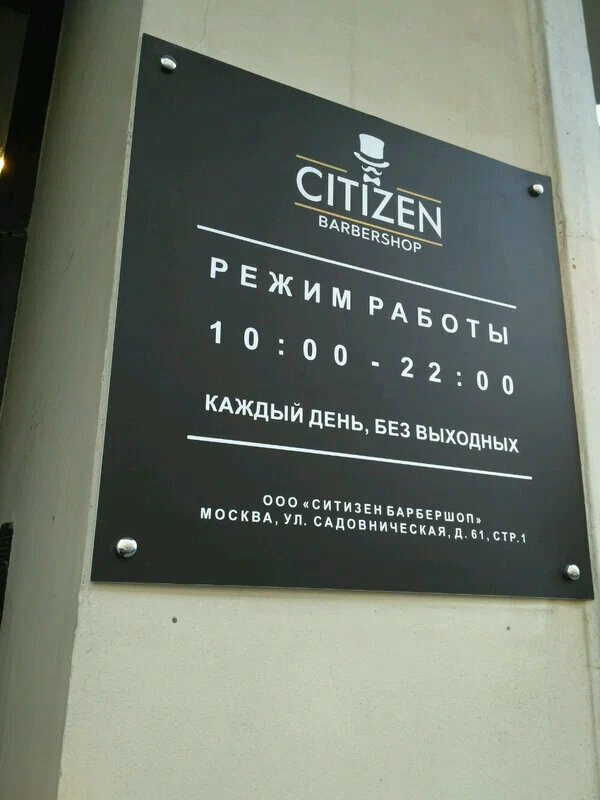 CITIZEN
BARBERSHOP
РЕЖИМ РАБОТЫ
10:00 - 22:00
КАЖДЫЙ ДЕНЬ, БЕЗ ВЫХОДНЫХ
ООО «СИТИЗЕН БАРБЕРШОП»
МОСКВА, УЛ. САДОВНИЧЕСКАЯ, Д. 61, СТР.1